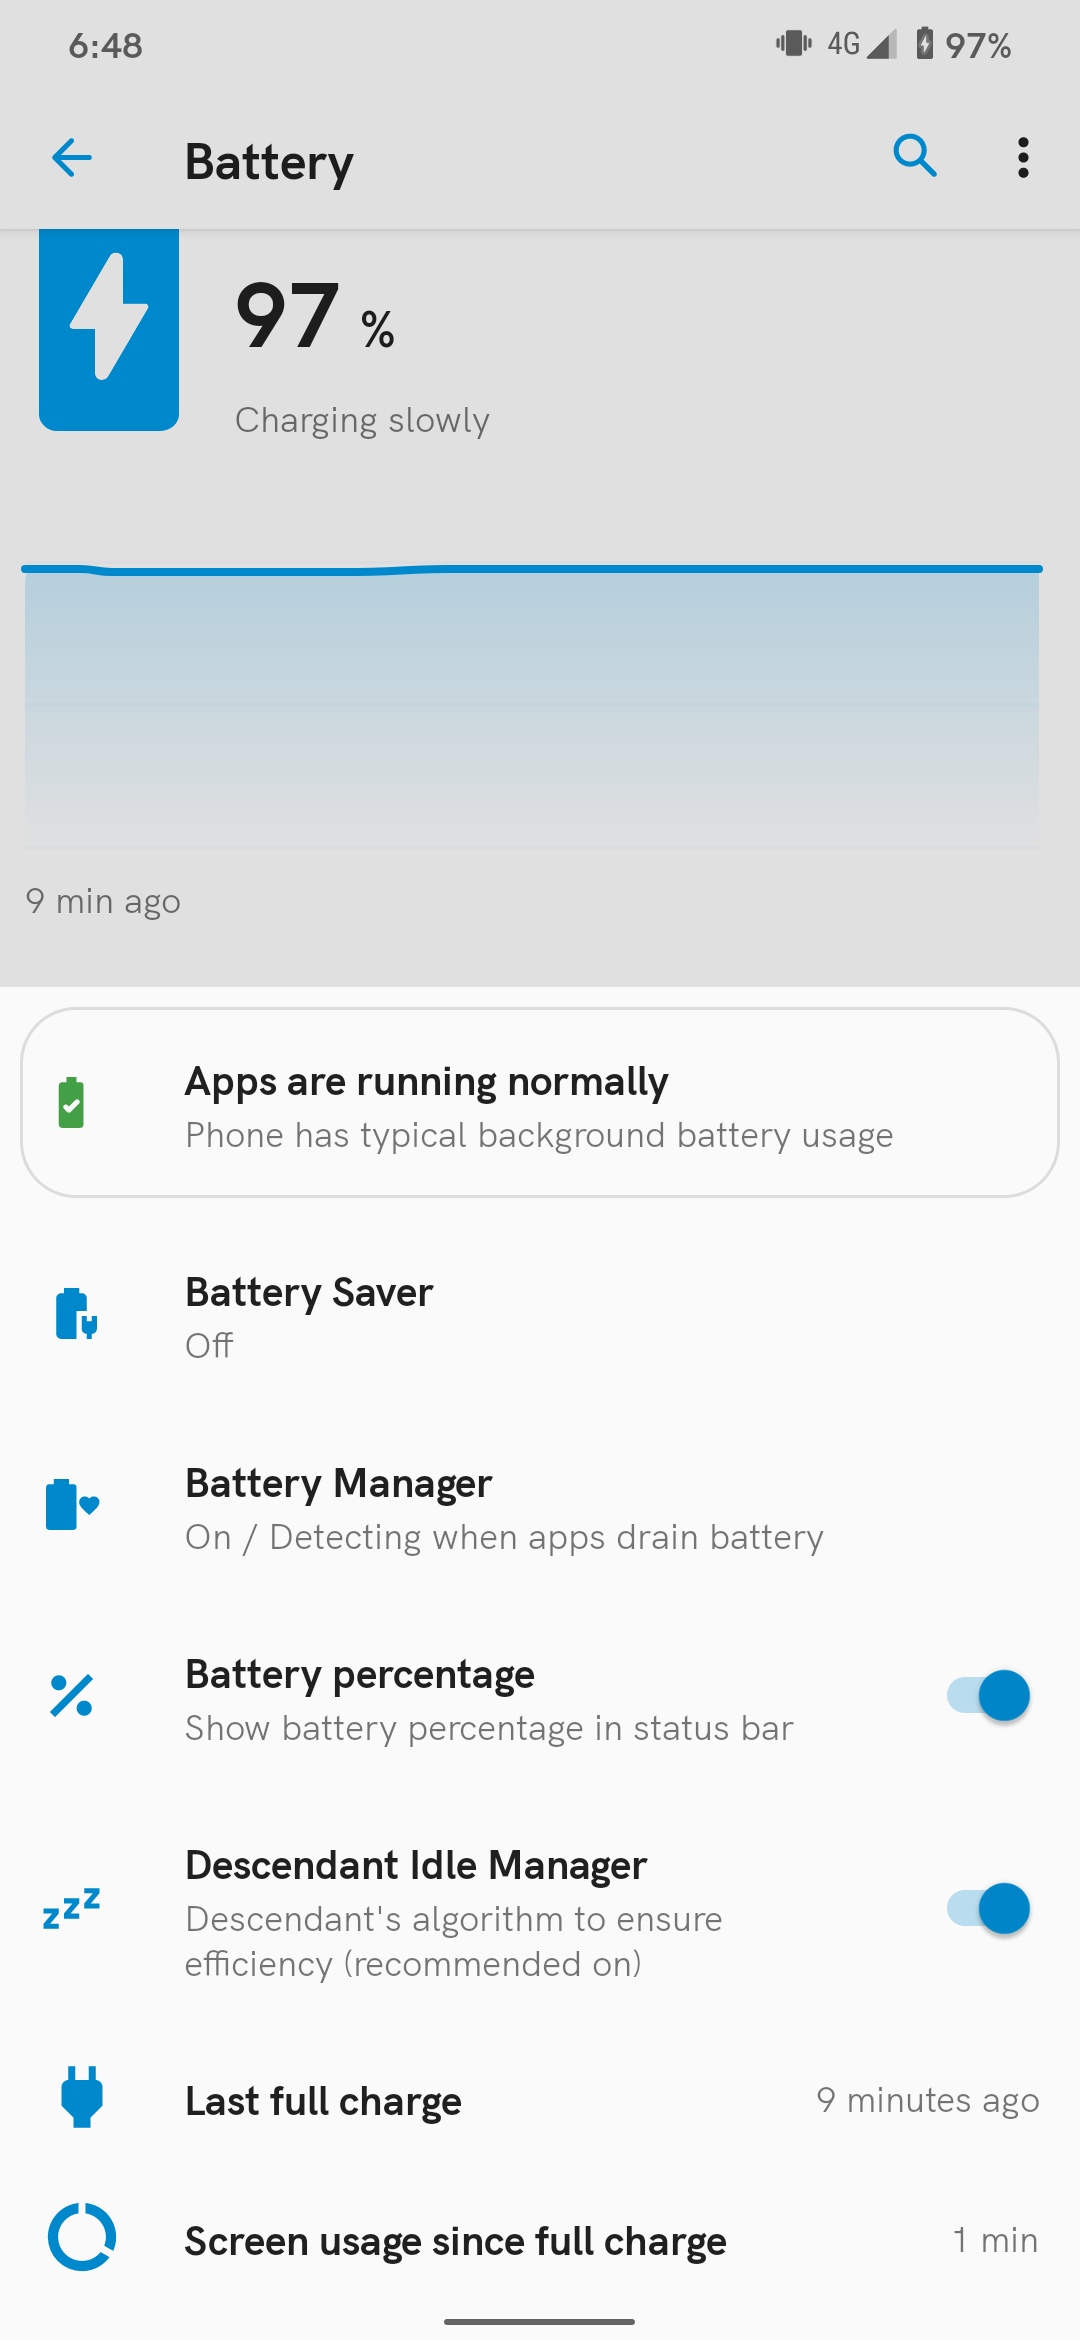 6:48
4G 97%
Battery
97 %
Charging slowly
9 min ago
Apps are running normally
Phone has typical background battery usage
Battery Saver
Off
Battery Manager
On / Detecting when apps drain battery
Battery percentage
Show battery percentage in status bar
Descendant Idle Manager
Descendant's algorithm to ensure
efficiency (recommended on)
Last full charge
9 minutes ago
Screen usage since full charge
1 min